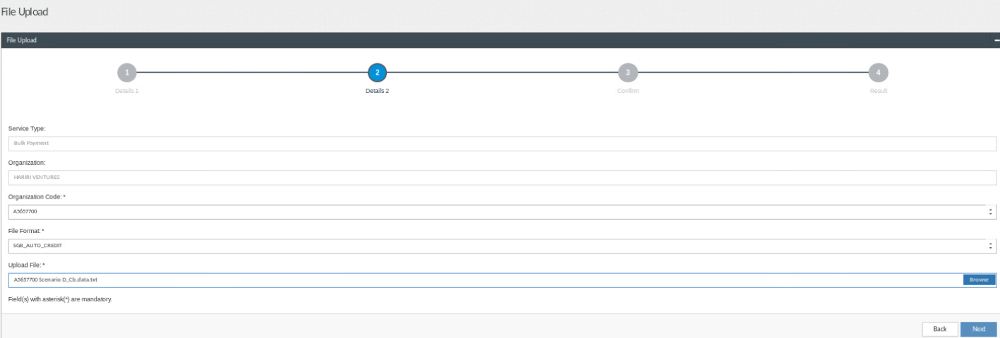 File Upload
File Upload
1 2 3 4
Details 1 Details 2 Confirm Result
Service Type:
Bulk Payment
Organization:
HARIRI VENTURES
Organization Code: *
A5657700
File Format: *
SGB_AUTO_CREDIT
Upload File: *
A5657700 Scenario D_Cb.data.txt Browse
Field(s) with asterisk(*) are mandatory.
Back Next